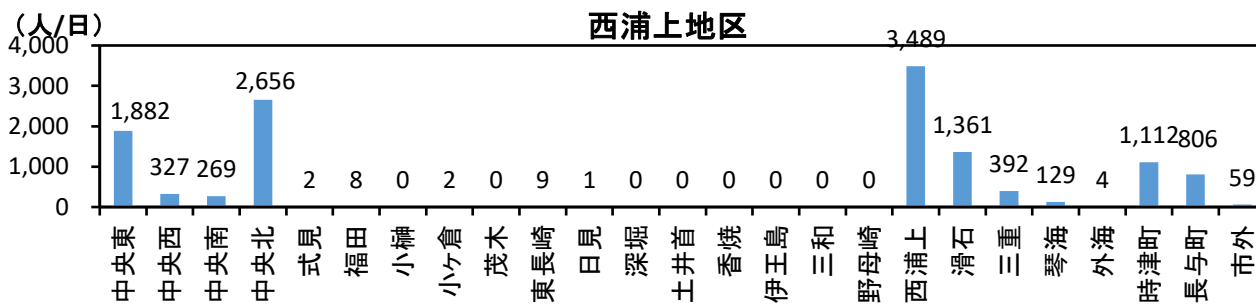 (人/日)
西浦上地区
4,000
3,000
2,000
1,000
0
1,882
327
269
2,656
2
8
0
2
0
9
1
0
0
0
0
0
0
3,489
1,361
392
129
4
1,112
806
59
中央東
中央西
中央南
中央北
式見
福田
小榊
小ヶ倉
茂木
東長崎
日見
深堀
土井首
香焼
伊王島
三和
野母崎
西浦上
滑石
三重
琴海
外海
時津町
長与町
市外